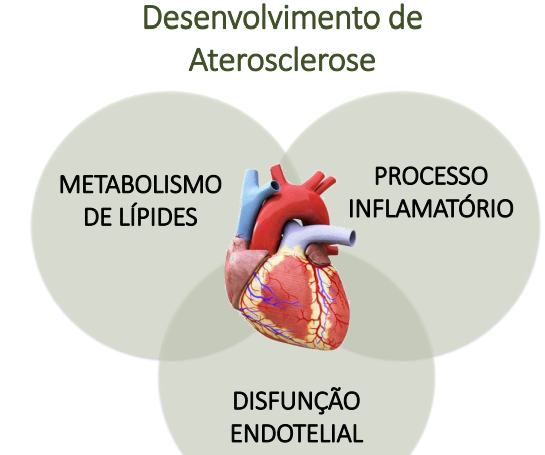 Desenvolvimento de
Aterosclerose
METABOLISMO
DE LÍPIDES
PROCESSO
INFLAMATÓRIO
DISFUNÇÃO
ENDOTELIAL